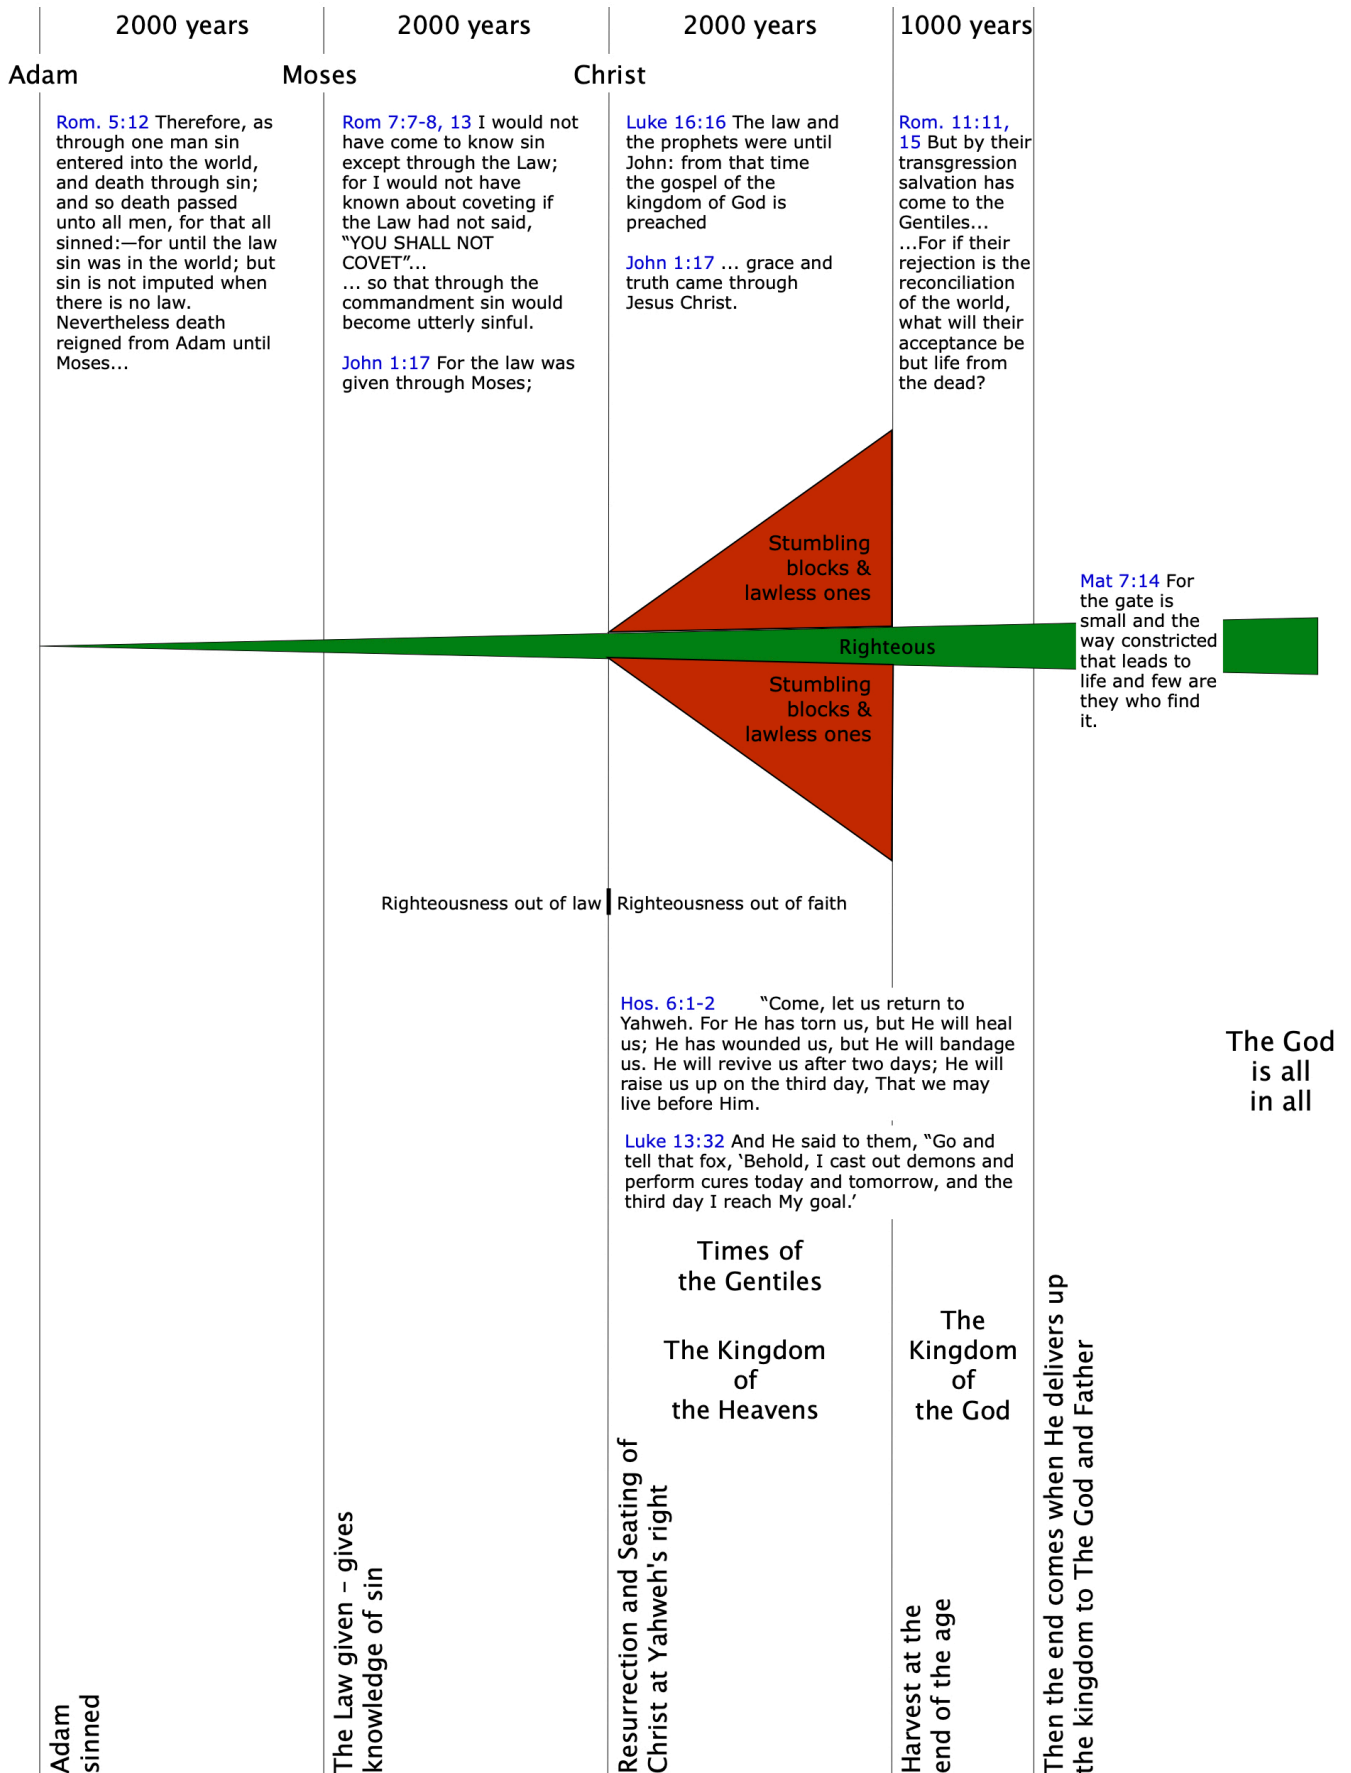 2000 years
2000 years
2000 years
1000 years
Adam
Moses
Christ
Rom. 5:12 Therefore, as
through one man sin
entered into the world,
and death through sin;
and so death passed
unto all men, for that all
sinned:—for until the law
sin was in the world; but
sin is not imputed when
there is no law.
Nevertheless death
reigned from Adam until
Moses...
Rom 7:7-8, 13 I would not
have come to know sin
except through the Law;
for I would not have
known about coveting if
the Law had not said,
“YOU SHALL NOT
COVET”...
... so that through the
commandment sin would
become utterly sinful.
John 1:17 For the law was
given through Moses;
Luke 16:16 The law and
the prophets were until
John: from that time
the gospel of the
kingdom of God is
preached
John 1:17 ... grace and
truth came through
Jesus Christ.
Rom. 11:11,
15 But by their
transgression
salvation has
come to the
Gentiles...
...For if their
rejection is the
reconciliation
of the world,
what will their
acceptance be
but life from
the dead?
Stumbling
blocks &
lawless ones
Righteous
Stumbling
blocks &
lawless ones
Mat 7:14 For
the gate is
small and the
way constricted
that leads to
life and few are
they who find
it.
Righteousness out of law
Righteousness out of faith
Hos. 6:1-2 “Come, let us return to
Yahweh. For He has torn us, but He will heal
us; He has wounded us, but He will bandage
us. He will revive us after two days; He will
raise us up on the third day, That we may
live before Him.
Luke 13:32 And He said to them, “Go and
tell that fox, ‘Behold, I cast out demons and
perform cures today and tomorrow, and the
third day I reach My goal.’
The God
is all
in all
Times of
the Gentiles
The Kingdom
of
the Heavens
The
Kingdom
of
the God
Adam
sinned
The Law given – gives
knowledge of sin
Resurrection and Seating of
Christ at Yahweh's right
Harvest at the
end of the age
Then the end comes when He delivers up
the kingdom to The God and Father